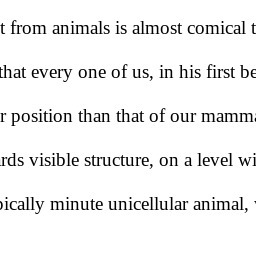 t from animals is almost comical t
that every one of us, in his first be
r position than that of our mamma
rds visible structure, on a level wi
pically minute unicellular animal,